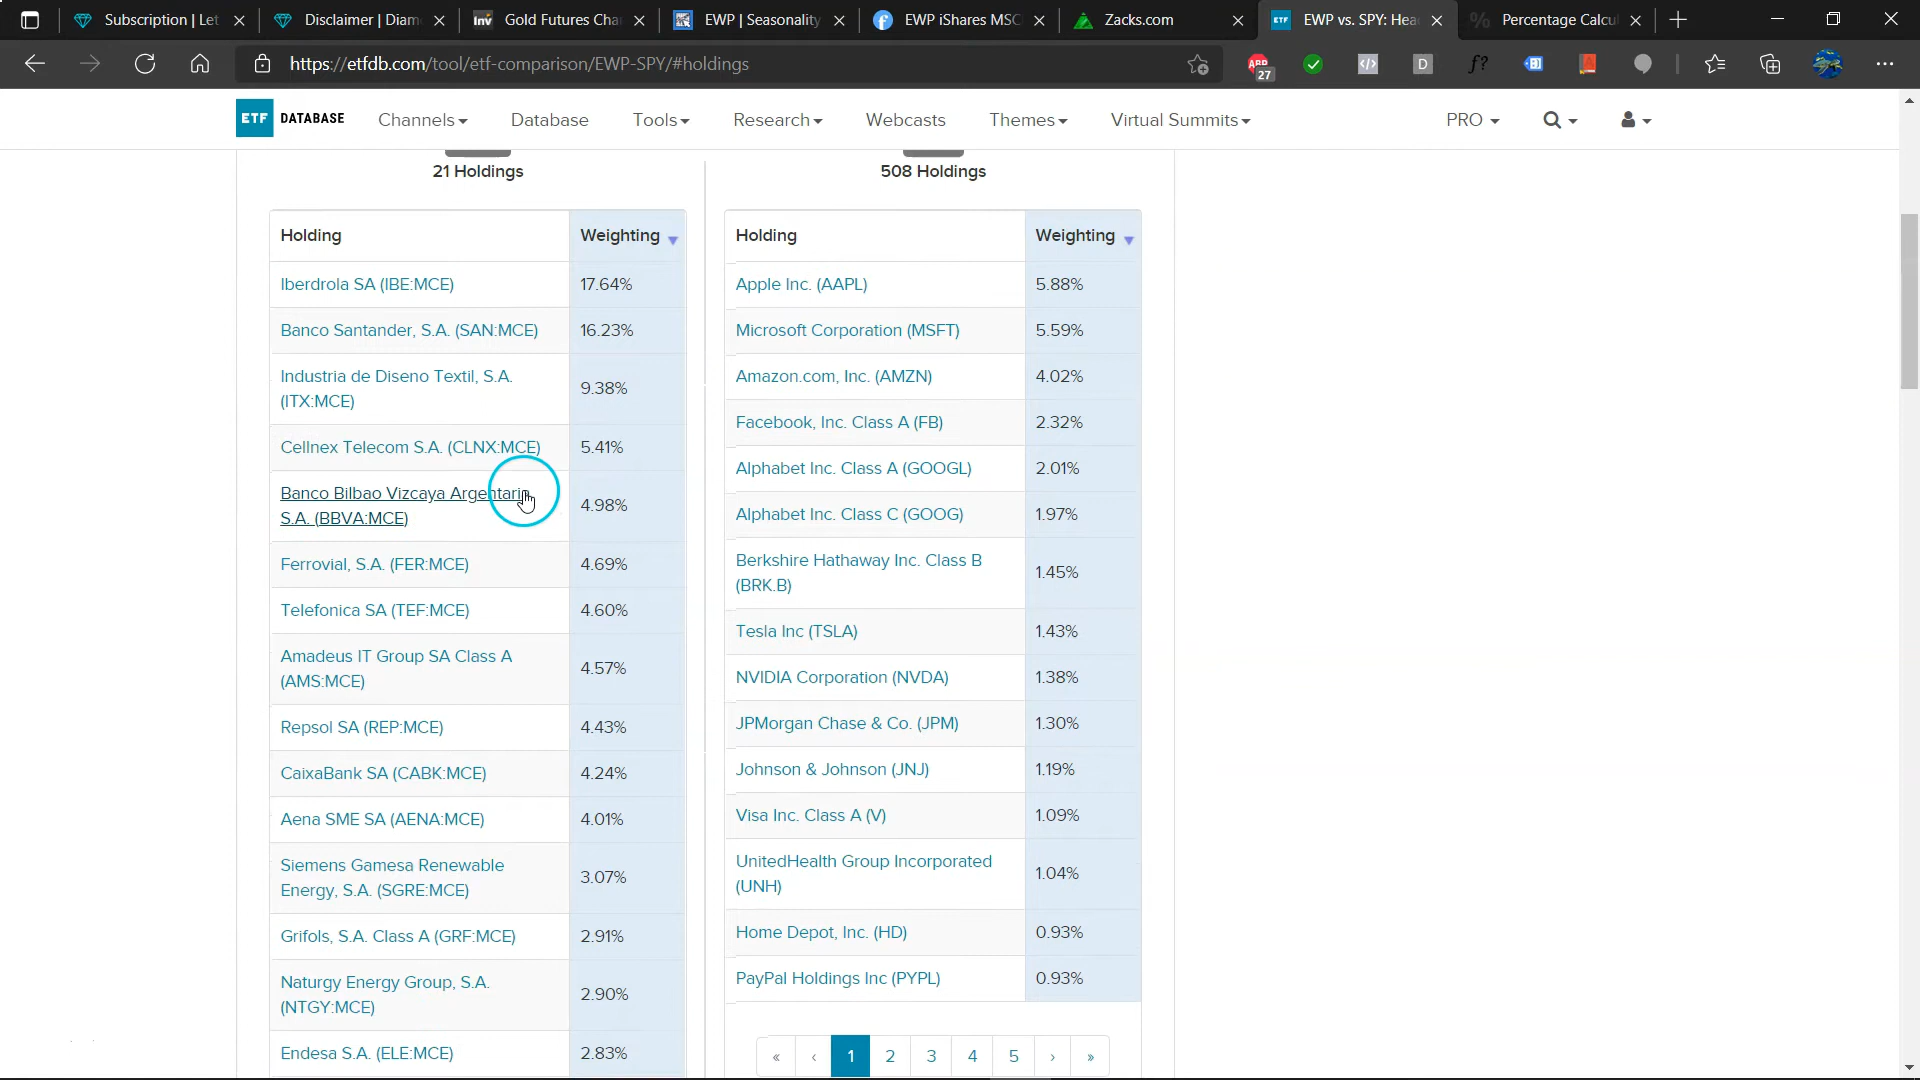 Subscription | Let
Disclaimer | Diam
Inv
Gold Futures Cha
EWP | Seasonality
EWP iShares MSC
Zacks.com
ETF
EWP vs. SPY: Hea
%
Percentage Calcul
https://etfdb.com/tool/etf-comparison/EWP-SPY/#holdings
ABP
27
</>
D
f?
ETF DATABASE
Channels
Database
Tools
Research
Webcasts
Themes
Virtual Summits
PRO
21 Holdings
508 Holdings
Holding
Weighting
Iberdrola SA (IBE:MCE)
17.64%
Banco Santander, S.A. (SAN:MCE)
16.23%
Industria de Diseno Textil, S.A.
(ITX:MCE)
9.38%
Cellnex Telecom S.A. (CLNX:MCE)
5.41%
Banco Bilbao Vizcaya Argentaria,
S.A. (BBVA:MCE)
4.98%
Ferrovial, S.A. (FER:MCE)
4.69%
Telefonica SA (TEF:MCE)
4.60%
Amadeus IT Group SA Class A
(AMS:MCE)
4.57%
Repsol SA (REP:MCE)
4.43%
CaixaBank SA (CABK:MCE)
4.24%
Aena SME SA (AENA:MCE)
4.01%
Siemens Gamesa Renewable
Energy, S.A. (SGRE:MCE)
3.07%
Grifols, S.A. Class A (GRF:MCE)
2.91%
Naturgy Energy Group, S.A.
(NTGY:MCE)
2.90%
Endesa S.A. (ELE:MCE)
2.83%
Holding
Weighting
Apple Inc. (AAPL)
5.88%
Microsoft Corporation (MSFT)
5.59%
Amazon.com, Inc. (AMZN)
4.02%
Facebook, Inc. Class A (FB)
2.32%
Alphabet Inc. Class A (GOOGL)
2.01%
Alphabet Inc. Class C (GOOG)
1.97%
Berkshire Hathaway Inc. Class B
(BRK.B)
1.45%
Tesla Inc (TSLA)
1.43%
NVIDIA Corporation (NVDA)
1.38%
JPMorgan Chase & Co. (JPM)
1.30%
Johnson & Johnson (JNJ)
1.19%
Visa Inc. Class A (V)
1.09%
UnitedHealth Group Incorporated
(UNH)
1.04%
Home Depot, Inc. (HD)
0.93%
PayPal Holdings Inc (PYPL)
0.93%
« ‹ 1 2 3 4 5 › »